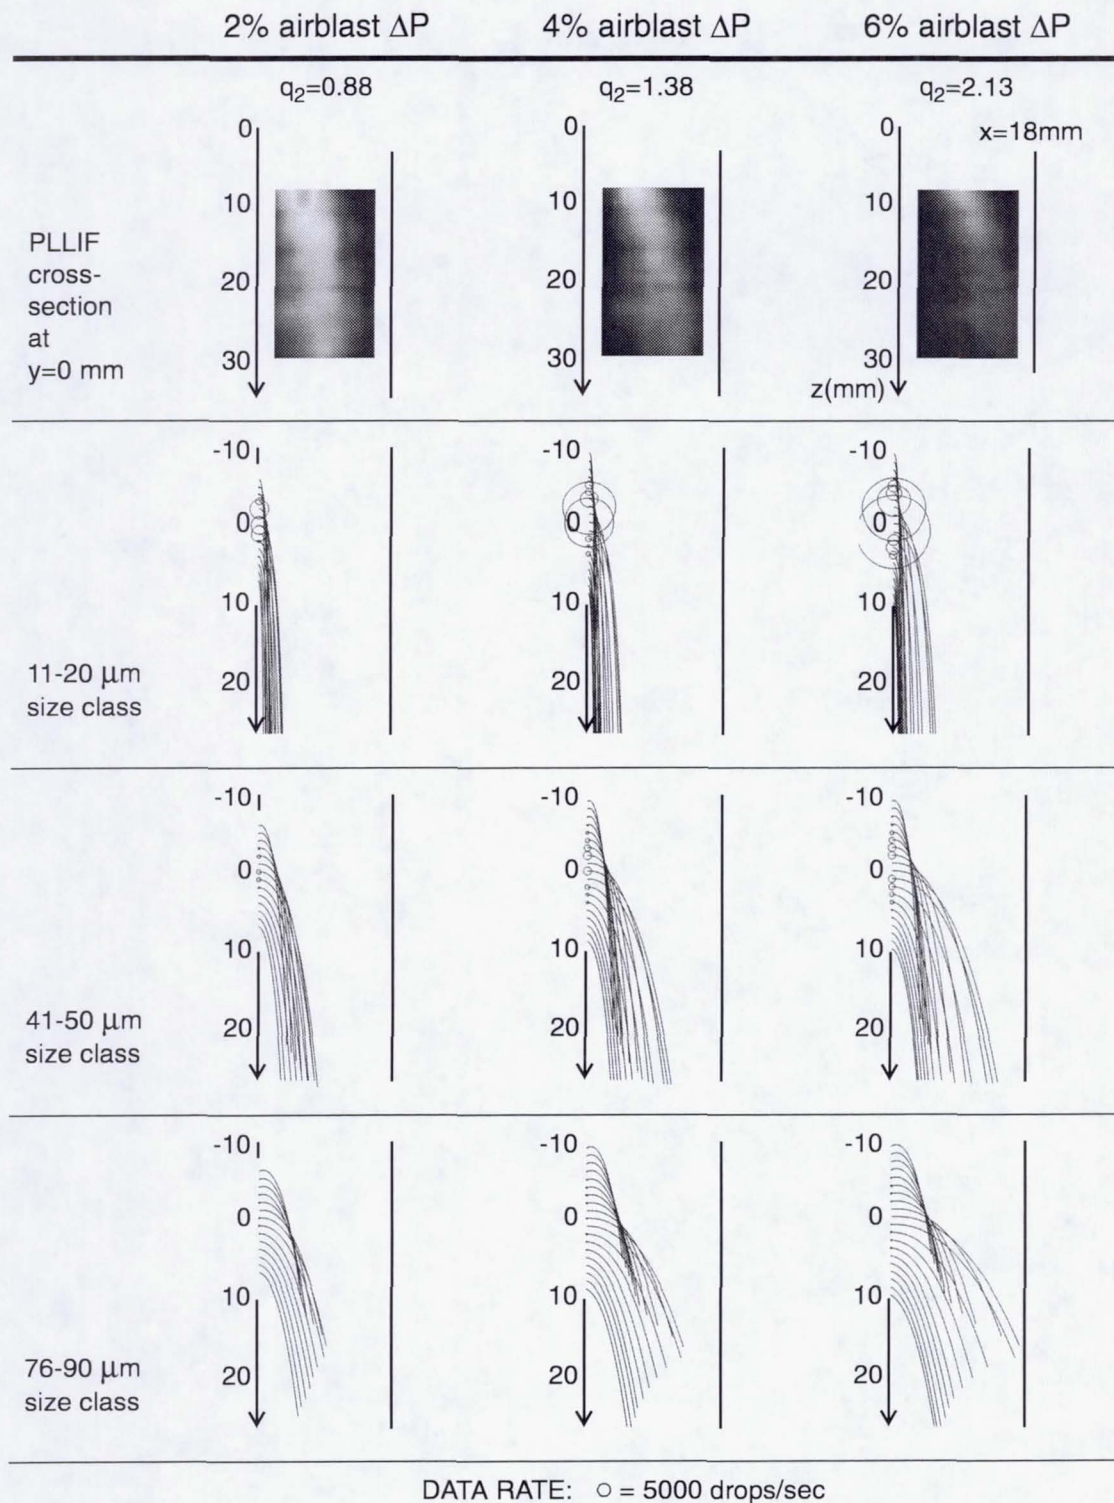 2% airblast ΔP 4% airblast ΔP 6% airblast ΔP
q₂=0.88 q₂=1.38 q₂=2.13
0 0 0 x=18mm
10 10 10
PLLIF
cross-
section
at
y=0 mm
20 20 20
30 30 30
z(mm)
-10 -10 -10
0 0 0
10 10 10
11-20 μm
size class
20 20 20
-10 -10 -10
0 0 0
10 10 10
41-50 μm
size class
20 20 20
-10 -10 -10
0 0 0
10 10 10
76-90 μm
size class
20 20 20
DATA RATE: ○ = 5000 drops/sec